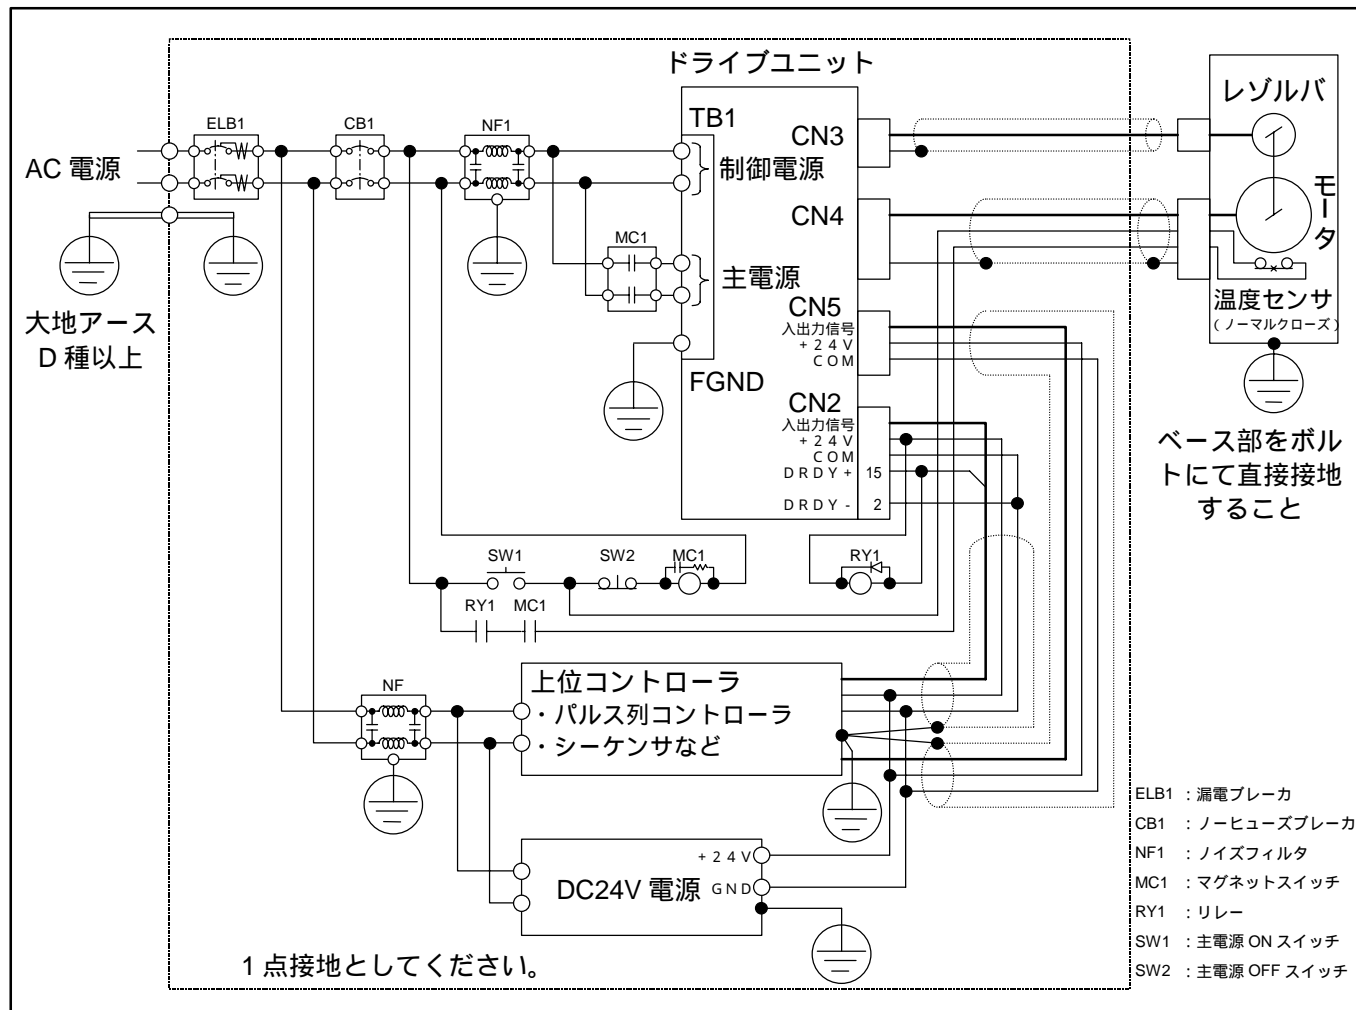 ドライブユニット
レゾルバ
ELB1
CB1
NF1
TB1
CN3
AC 電源
制御電源
CN4
モータ
MC1
主電源
大地アース
D 種以上
CN5
入出力信号
+24V
COM
温度センサ
(ノーマルクローズ)
FGND
CN2
入出力信号
+24V
COM
DRDY+ 15
DRDY- 2
ベース部をボル
トにて直接接地
すること
SW1
SW2
MC1
RY1
RY1
MC1
NF
上位コントローラ
・パルス列コントローラ
・シーケンサなど
+24V
DC24V 電源
GND
1 点接地としてください。
ELB1 : 漏電ブレーカ
CB1 : ノーヒューズブレーカ
NF1 : ノイズフィルタ
MC1 : マグネットスイッチ
RY1 : リレー
SW1 : 主電源 ON スイッチ
SW2 : 主電源 OFF スイッチ